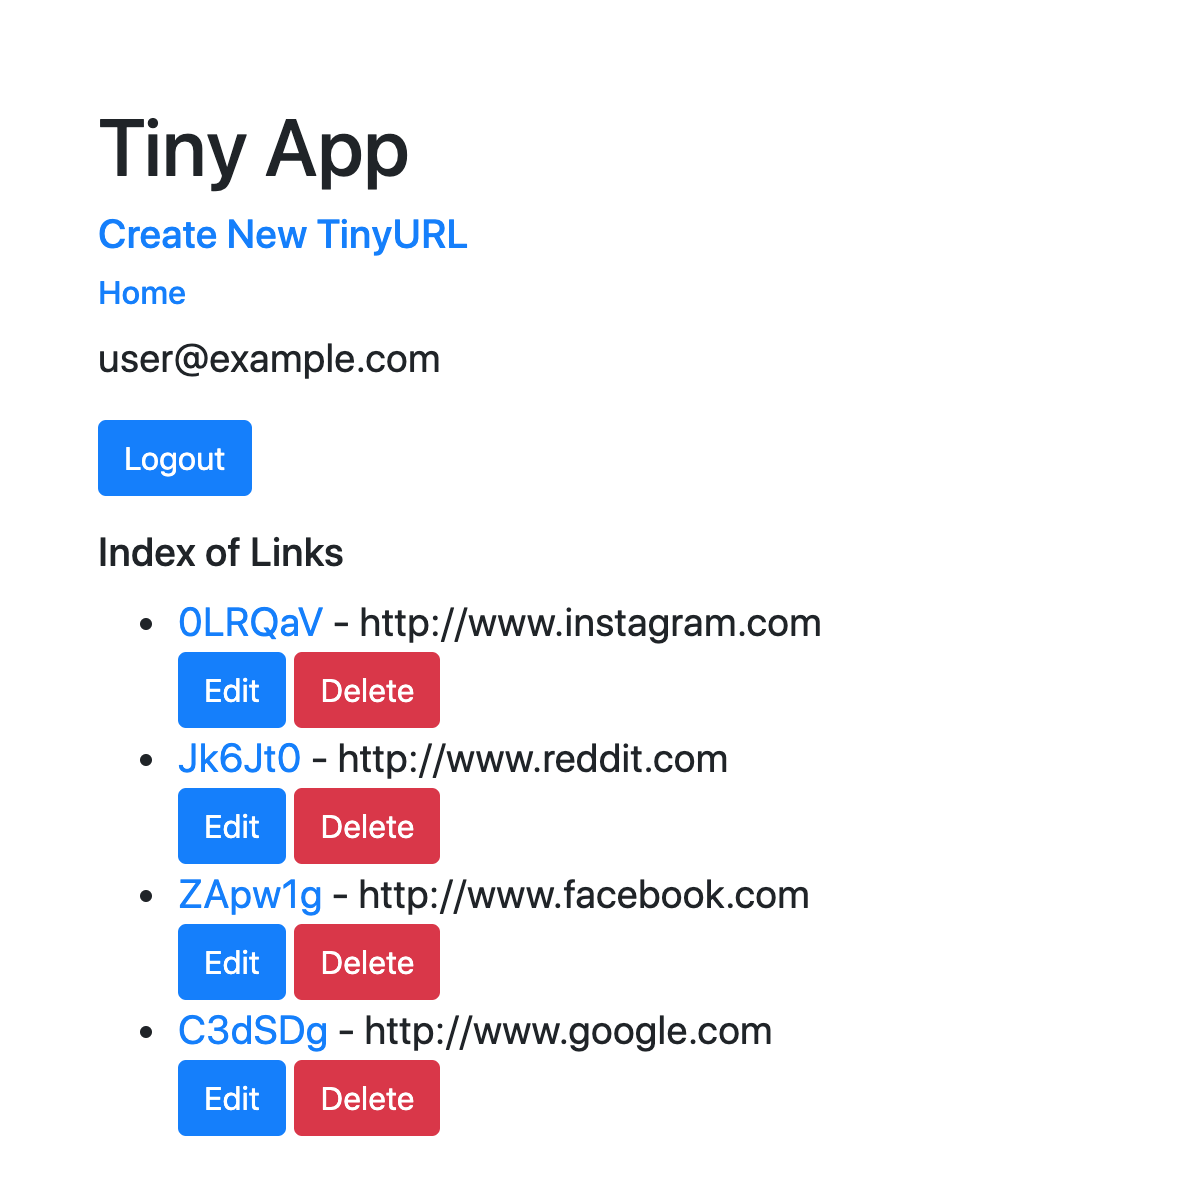 Tiny App
Create New TinyURL
Home
user@example.com
Logout
Index of Links
0LRQaV - http://www.instagram.com
Edit Delete
Jk6Jt0 - http://www.reddit.com
Edit Delete
ZApw1g - http://www.facebook.com
Edit Delete
C3dSDg - http://www.google.com
Edit Delete